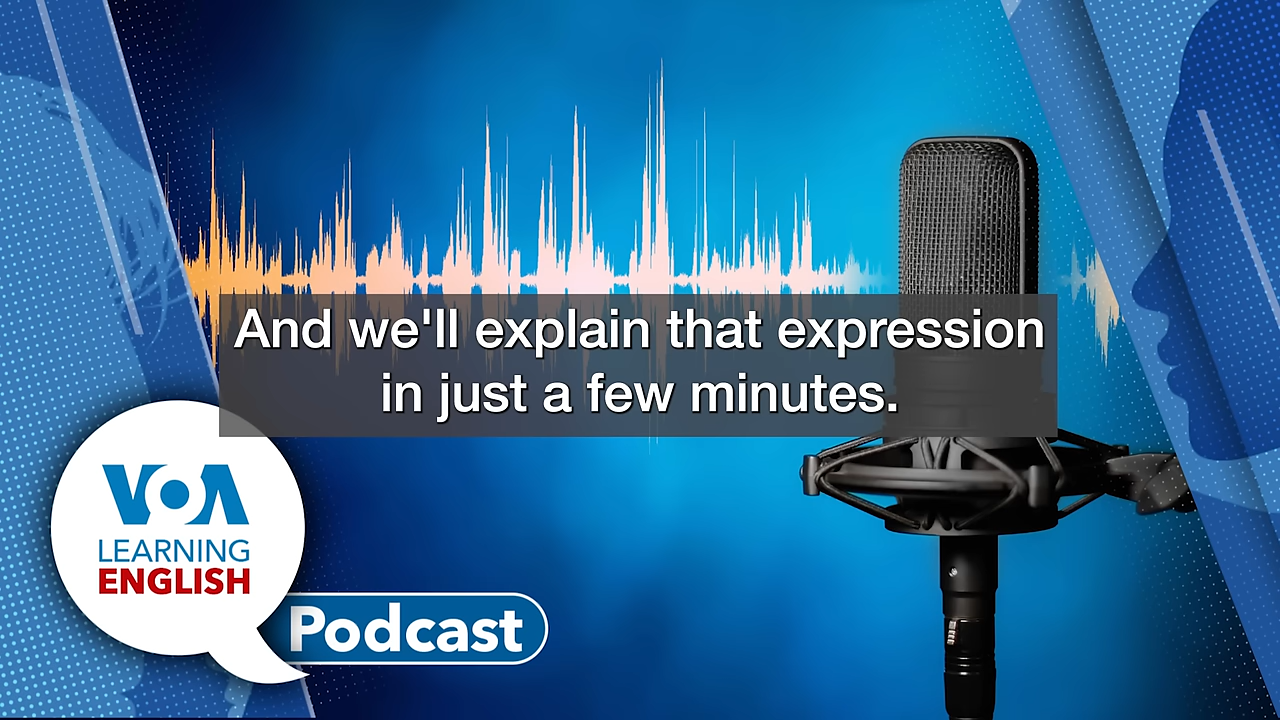 And we'll explain that expression
in just a few minutes.
VOA
LEARNING
ENGLISH
Podcast